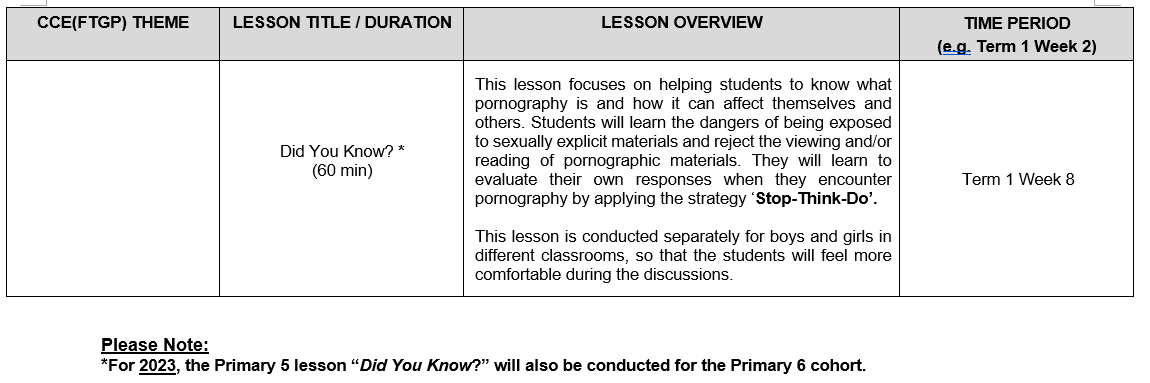 CCE(FTGP) THEME
LESSON TITLE / DURATION
LESSON OVERVIEW
TIME PERIOD
(e.g. Term 1 Week 2)
Did You Know? *
(60 min)
This lesson focuses on helping students to know what
pornography is and how it can affect themselves and
others. Students will learn the dangers of being exposed
to sexually explicit materials and reject the viewing and/or
reading of pornographic materials. They will learn to
evaluate their own responses when they encounter
pornography by applying the strategy ‘Stop-Think-Do’.
This lesson is conducted separately for boys and girls in
different classrooms, so that the students will feel more
comfortable during the discussions.
Term 1 Week 8
Please Note:
*For 2023, the Primary 5 lesson “Did You Know?” will also be conducted for the Primary 6 cohort.